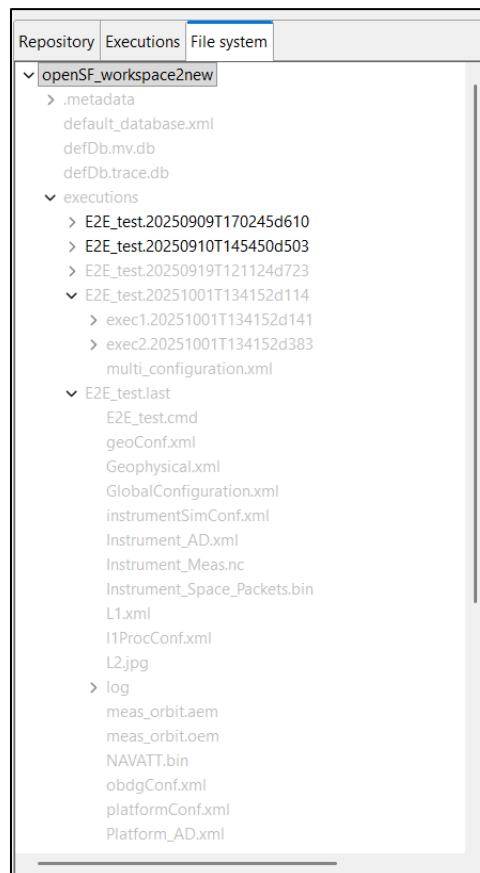 Repository Executions File system
openSF_workspace2new
.metadata
default_database.xml
defDb.mv.db
defDb.trace.db
executions
E2E_test.20250909T170245d610
E2E_test.20250910T145450d503
E2E_test.20250919T121124d723
E2E_test.20251001T134152d114
exec1.20251001T134152d141
exec2.20251001T134152d383
multi_configuration.xml
E2E_test.last
E2E_test.cmd
geoConf.xml
Geophysical.xml
GlobalConfiguration.xml
instrumentSimConf.xml
Instrument_AD.xml
Instrument_Meas.nc
Instrument_Space_Packets.bin
L1.xml
l1ProcConf.xml
L2.jpg
log
meas_orbit.aem
meas_orbit.oem
NAVATT.bin
obdgConf.xml
platformConf.xml
Platform_AD.xml